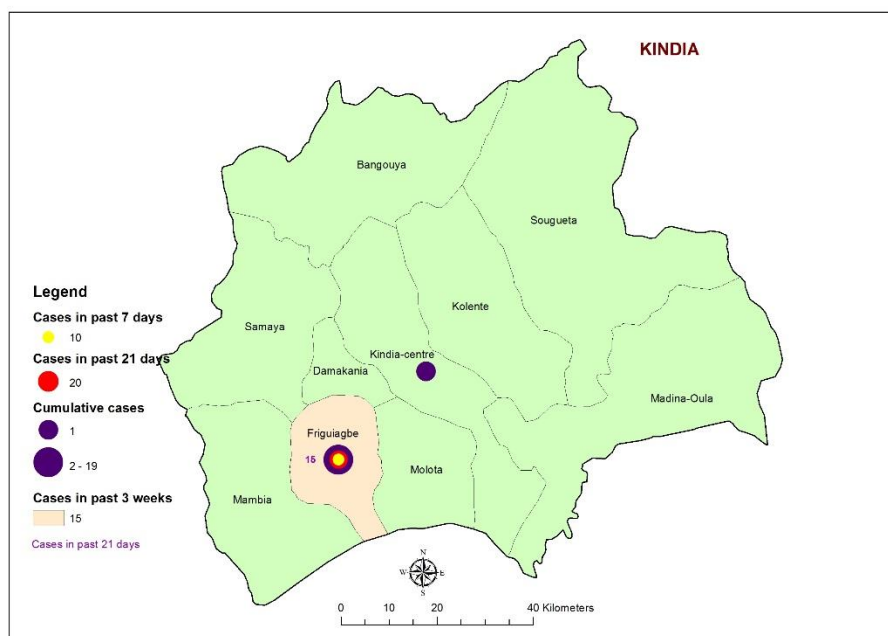 KINDIA
Bangouya
Sougueta
Kolente
Samaya
Kindia-centre
Damakania
Madina-Oula
Friguiagbe
15
Molota
Mambia
Legend
Cases in past 7 days
10
Cases in past 21 days
20
Cumulative cases
1
2 - 19
Cases in past 3 weeks
15
Cases in past 21 days
N
W E
S
0 10 20 40 Kilometers